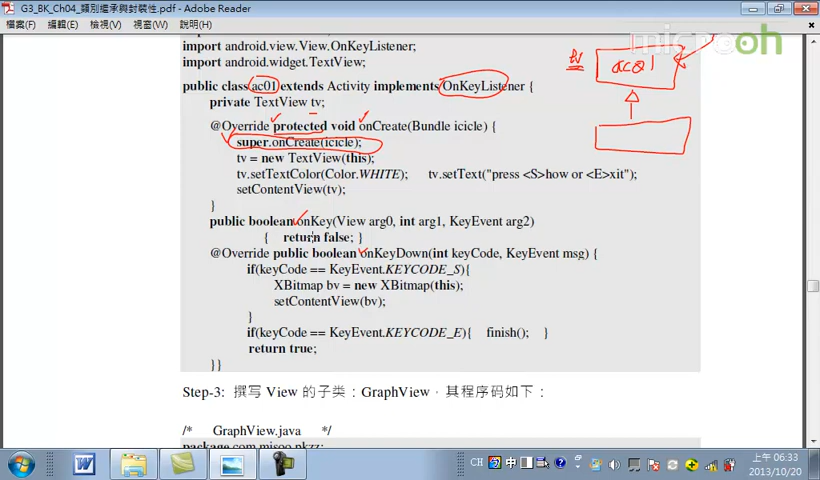 G3_BK_Ch04_類別繼承與封裝性.pdf - Adobe Reader
檔案(F) 編輯(E) 檢視(V) 視窗(W) 說明(H)
microoh
import android.view.View.OnKeyListener;
import android.widget.TextView;
tv
ac01
public class ac01 extends Activity implements OnKeyListener {
private TextView tv;
@Override protected void onCreate(Bundle icicle) {
super.onCreate(icicle);
tv = new TextView(this);
tv.setTextColor(Color.WHITE); tv.setText("press <S>how or <E>xit");
setContentView(tv);
}
public boolean onKey(View arg0, int arg1, KeyEvent arg2)
{ return false; }
@Override public boolean onKeyDown(int keyCode, KeyEvent msg) {
if(keyCode == KeyEvent.KEYCODE_S){
XBitmap bv = new XBitmap(this);
setContentView(bv);
}
if(keyCode == KeyEvent.KEYCODE_E){ finish(); }
return true;
}}
Step-3: 撰写 View 的子类：GraphView，其程序码如下：
/* GraphView.java */
package com.misoo.pkzz;
CH 中
上午 06:33
2013/10/20